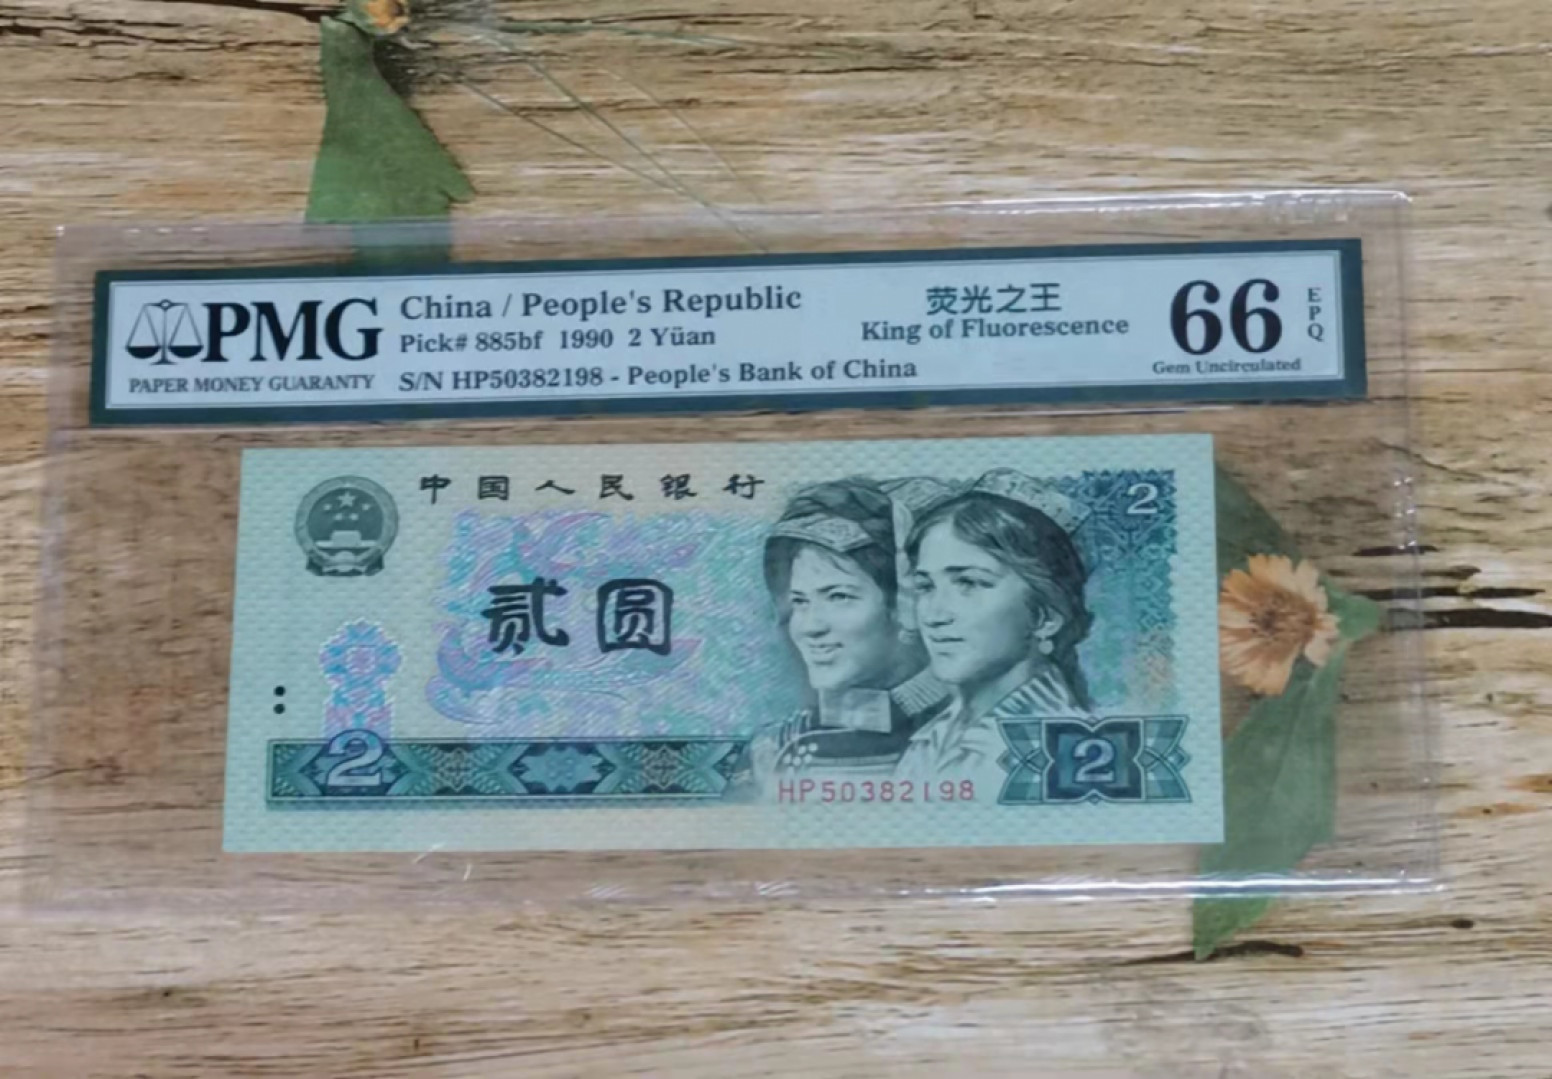 PMG
PAPER MONEY GUARANTY
China / People's Republic
Pick# 885bf 1990 2 Yüan
S/N HP50382198 - People's Bank of China
荧光之王
King of Fluorescence
66
EPQ
Gem Uncirculated
中国人民银行
2
贰圆
2
2
HP50382198